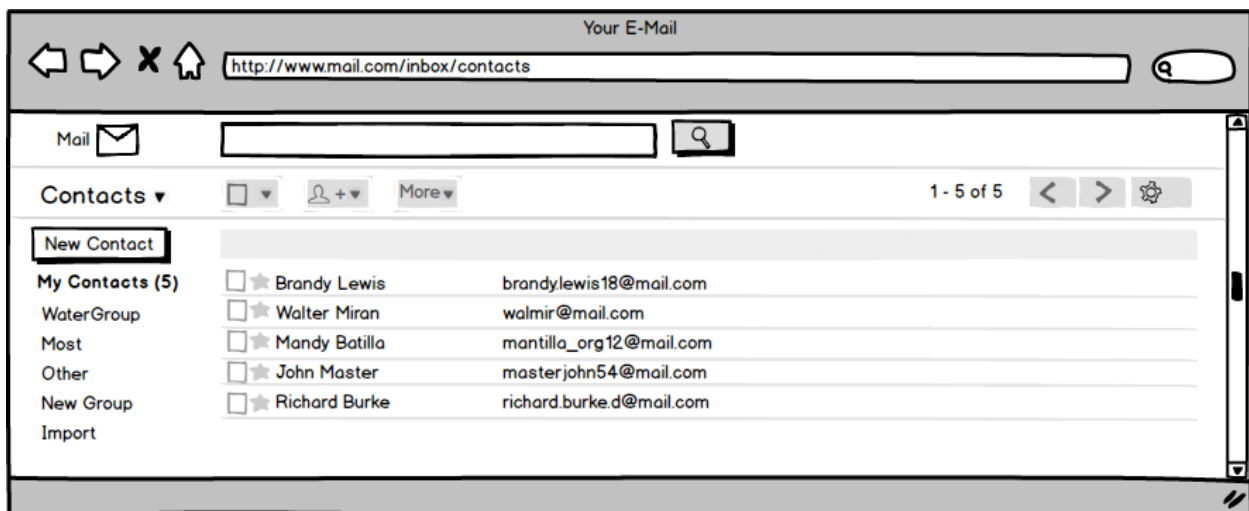 Your E-Mail
http://www.mail.com/inbox/contacts
Mail
Contacts
More
1 - 5 of 5
New Contact
My Contacts (5)
WaterGroup
Most
Other
New Group
Import
Brandy Lewis brandy.lewis18@mail.com
Walter Miran walmir@mail.com
Mandy Batilla mantilla_org12@mail.com
John Master masterjohn54@mail.com
Richard Burke richard.burke.d@mail.com